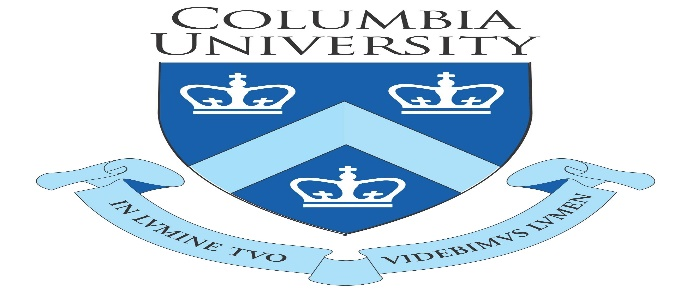 COLUMBIA
UNIVERSITY
IN LVMINE TVO
VIDEBIMVS LVMEN